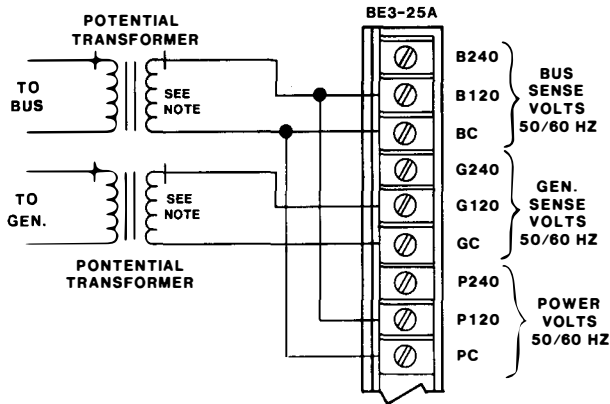 BE3-25A
POTENTIAL
TRANSFORMER
TO
BUS
SEE
NOTE
B240
B120
BC
BUS
SENSE
VOLTS
50/60 HZ
TO
GEN.
SEE
NOTE
PONTENTIAL
TRANSFORMER
G240
G120
GC
GEN.
SENSE
VOLTS
50/60 HZ
P240
P120
PC
POWER
VOLTS
50/60 HZ